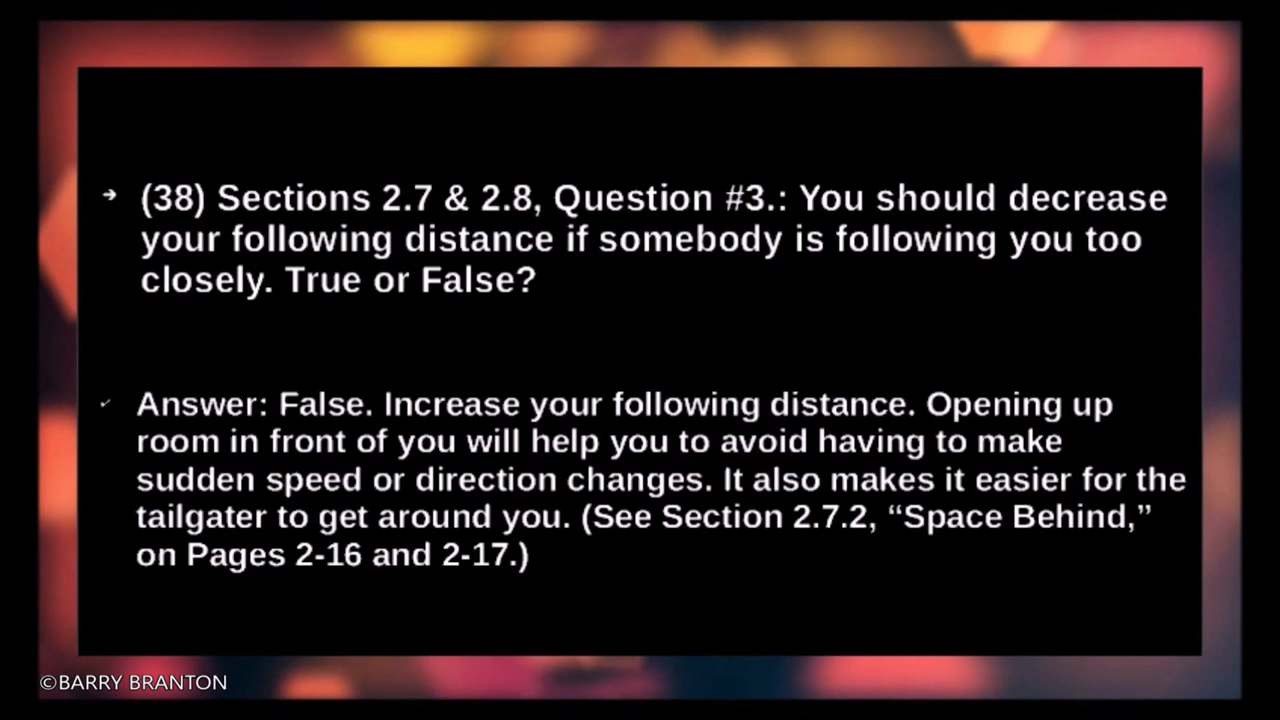 (38) Sections 2.7 & 2.8, Question #3.: You should decrease
your following distance if somebody is following you too
closely. True or False?
Answer: False. Increase your following distance. Opening up
room in front of you will help you to avoid having to make
sudden speed or direction changes. It also makes it easier for the
tailgater to get around you. (See Section 2.7.2, “Space Behind,”
on Pages 2-16 and 2-17.)
©BARRY BRANTON